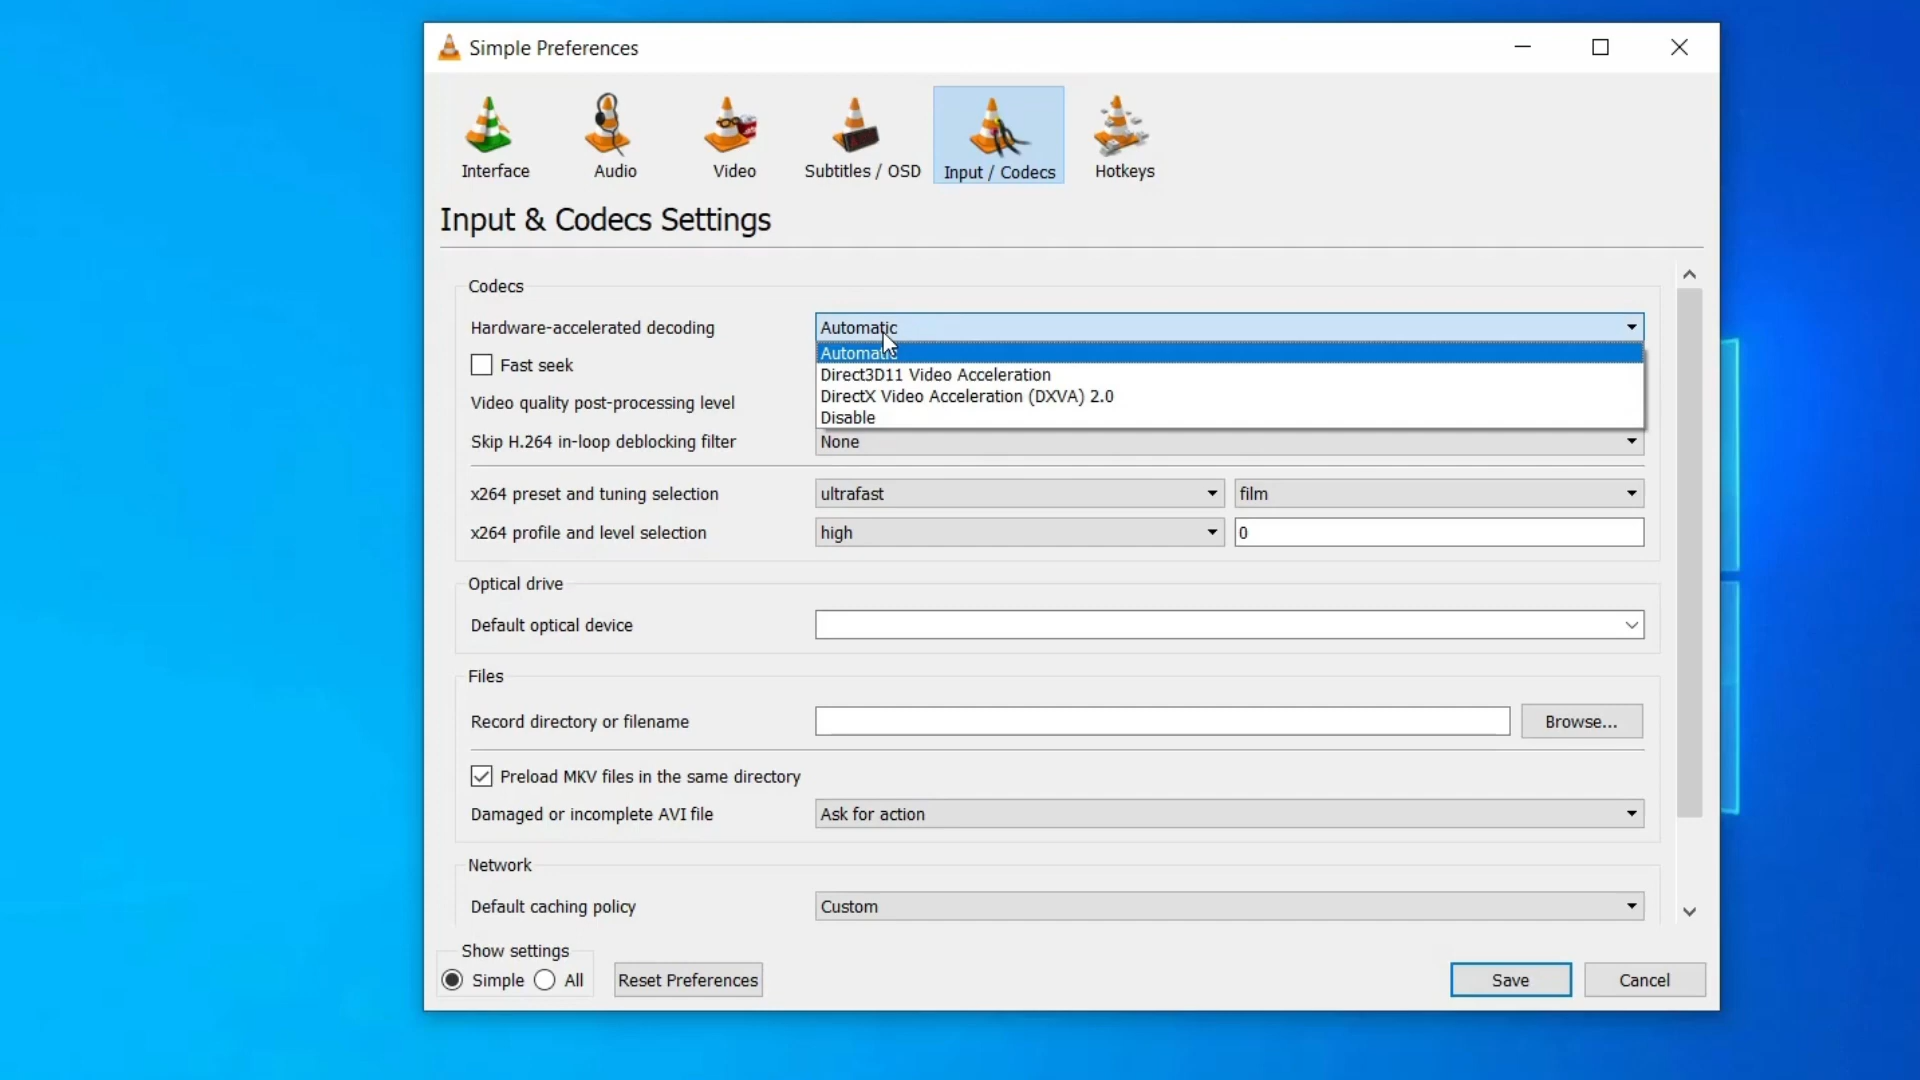 Simple Preferences
Interface Audio Video Subtitles / OSD Input / Codecs Hotkeys
Input & Codecs Settings
Codecs
Hardware-accelerated decoding Automatic
Automatic
Fast seek
Direct3D11 Video Acceleration
Video quality post-processing level
DirectX Video Acceleration (DXVA) 2.0
Disable
Skip H.264 in-loop deblocking filter None
x264 preset and tuning selection ultrafast film
x264 profile and level selection high 0
Optical drive
Default optical device
Files
Record directory or filename Browse...
Preload MKV files in the same directory
Damaged or incomplete AVI file Ask for action
Network
Default caching policy Custom
Show settings
Simple All Reset Preferences Save Cancel